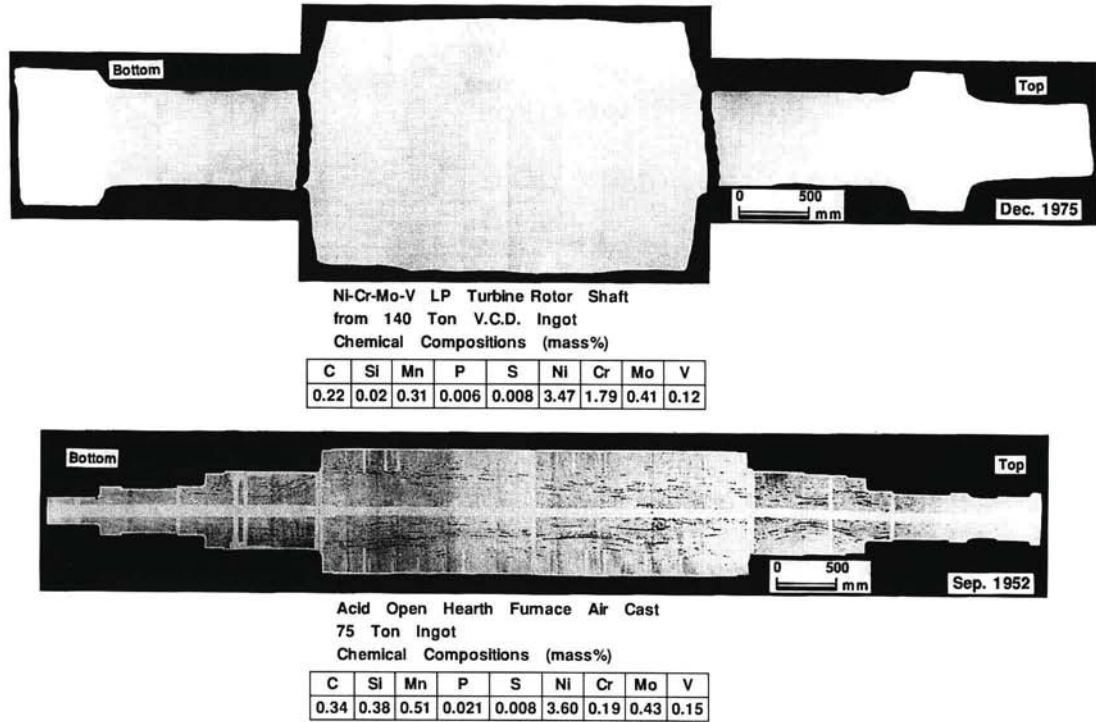 Bottom
Top
0 500
mm
Dec. 1975
Ni-Cr-Mo-V LP Turbine Rotor Shaft
from 140 Ton V.C.D. Ingot
Chemical Compositions (mass%)
C Si Mn P S Ni Cr Mo V
0.22 0.02 0.31 0.006 0.008 3.47 1.79 0.41 0.12
Bottom
Top
0 500
mm
Sep. 1952
Acid Open Hearth Furnace Air Cast
75 Ton Ingot
Chemical Compositions (mass%)
C Si Mn P S Ni Cr Mo V
0.34 0.38 0.51 0.021 0.008 3.60 0.19 0.43 0.15